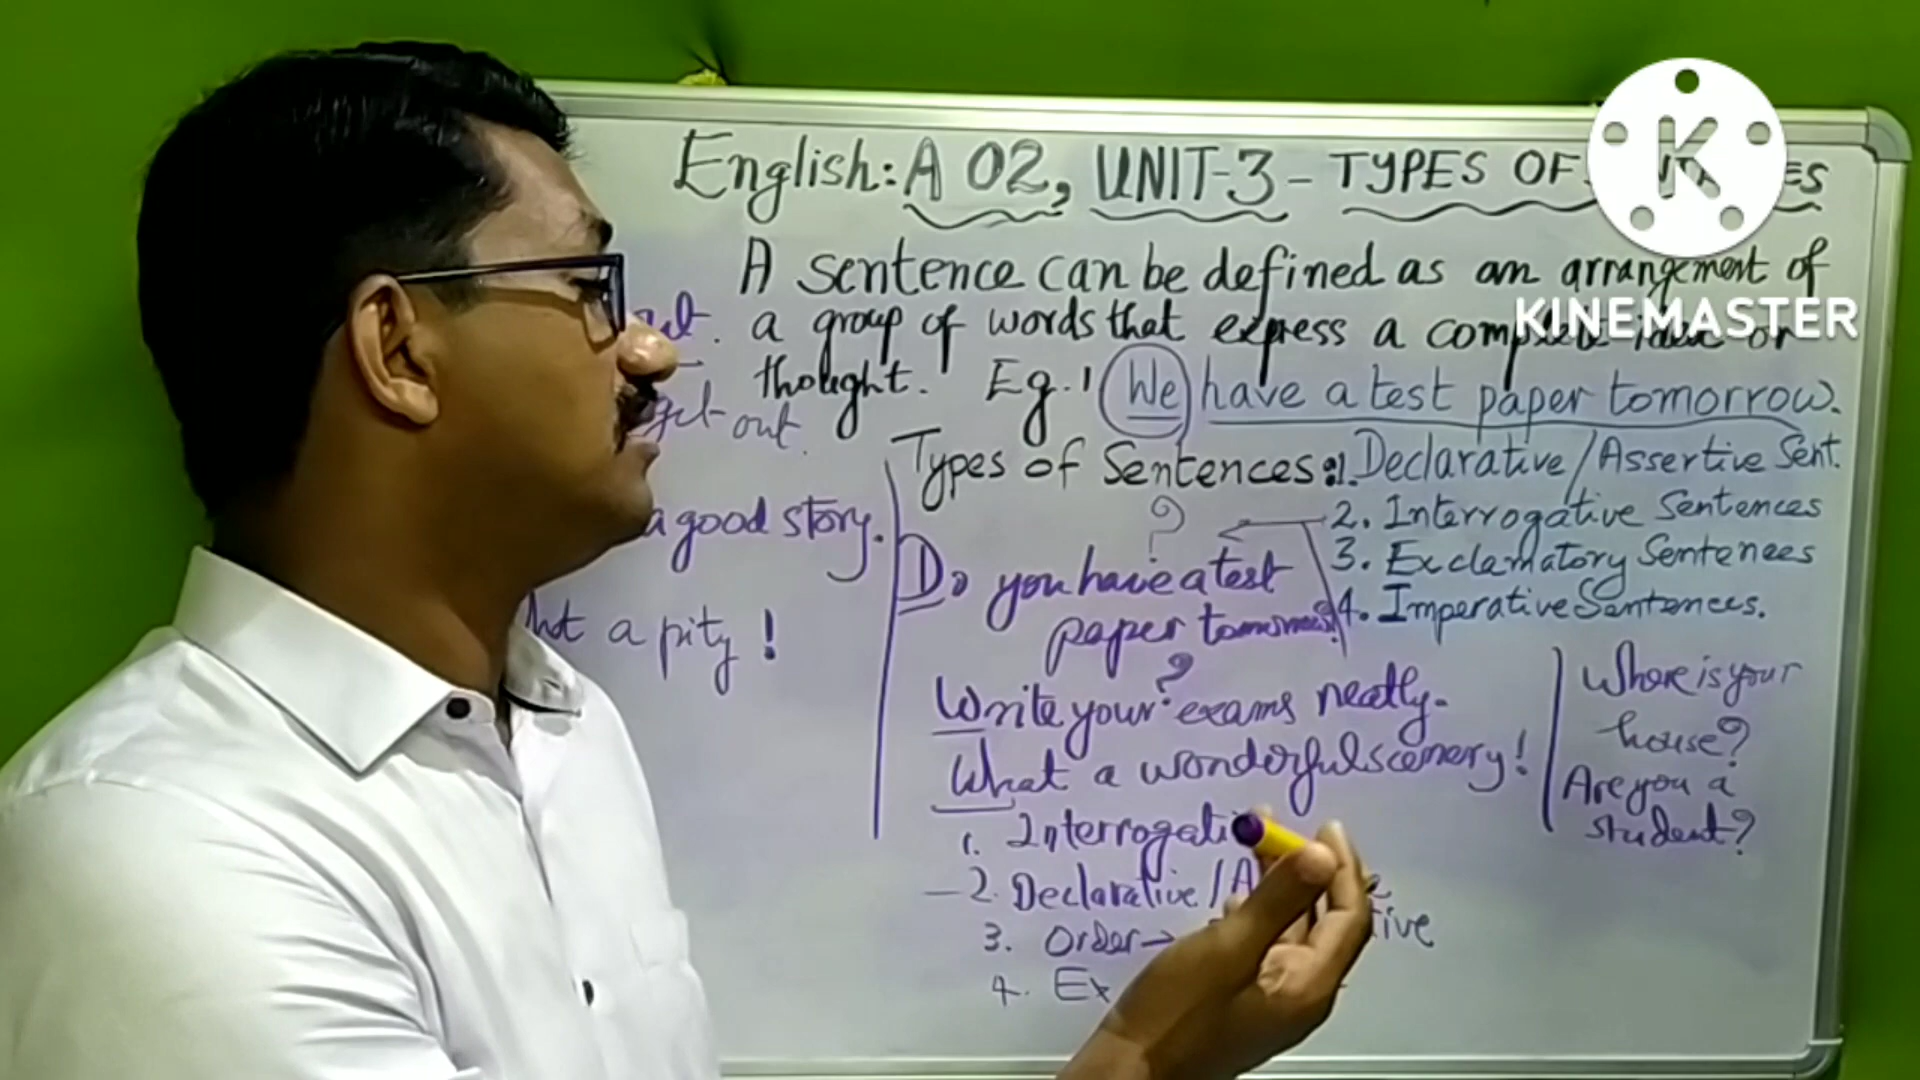 English: A 02, UNIT-3 - TYPES OF
A sentence can be defined as an arrangement of
a group of words that express a complete idea or
thought. Eg. 1 We have a test paper tomorrow.
get out.
Types of Sentences: 1. Declarative / Assertive Sent.
2. Interrogative Sentences
3. Exclamatory Sentences
4. Imperative Sentences.
a good story.
a pity !
?
Do you have a test
paper tomorrow?
?
Write your exams neatly.
What a wonderful scenery!
1. Interrogati
2. Declarative / A
3. Order →
4. Ex
Where is your
house?
Are you a
student?
K
KINEMASTER